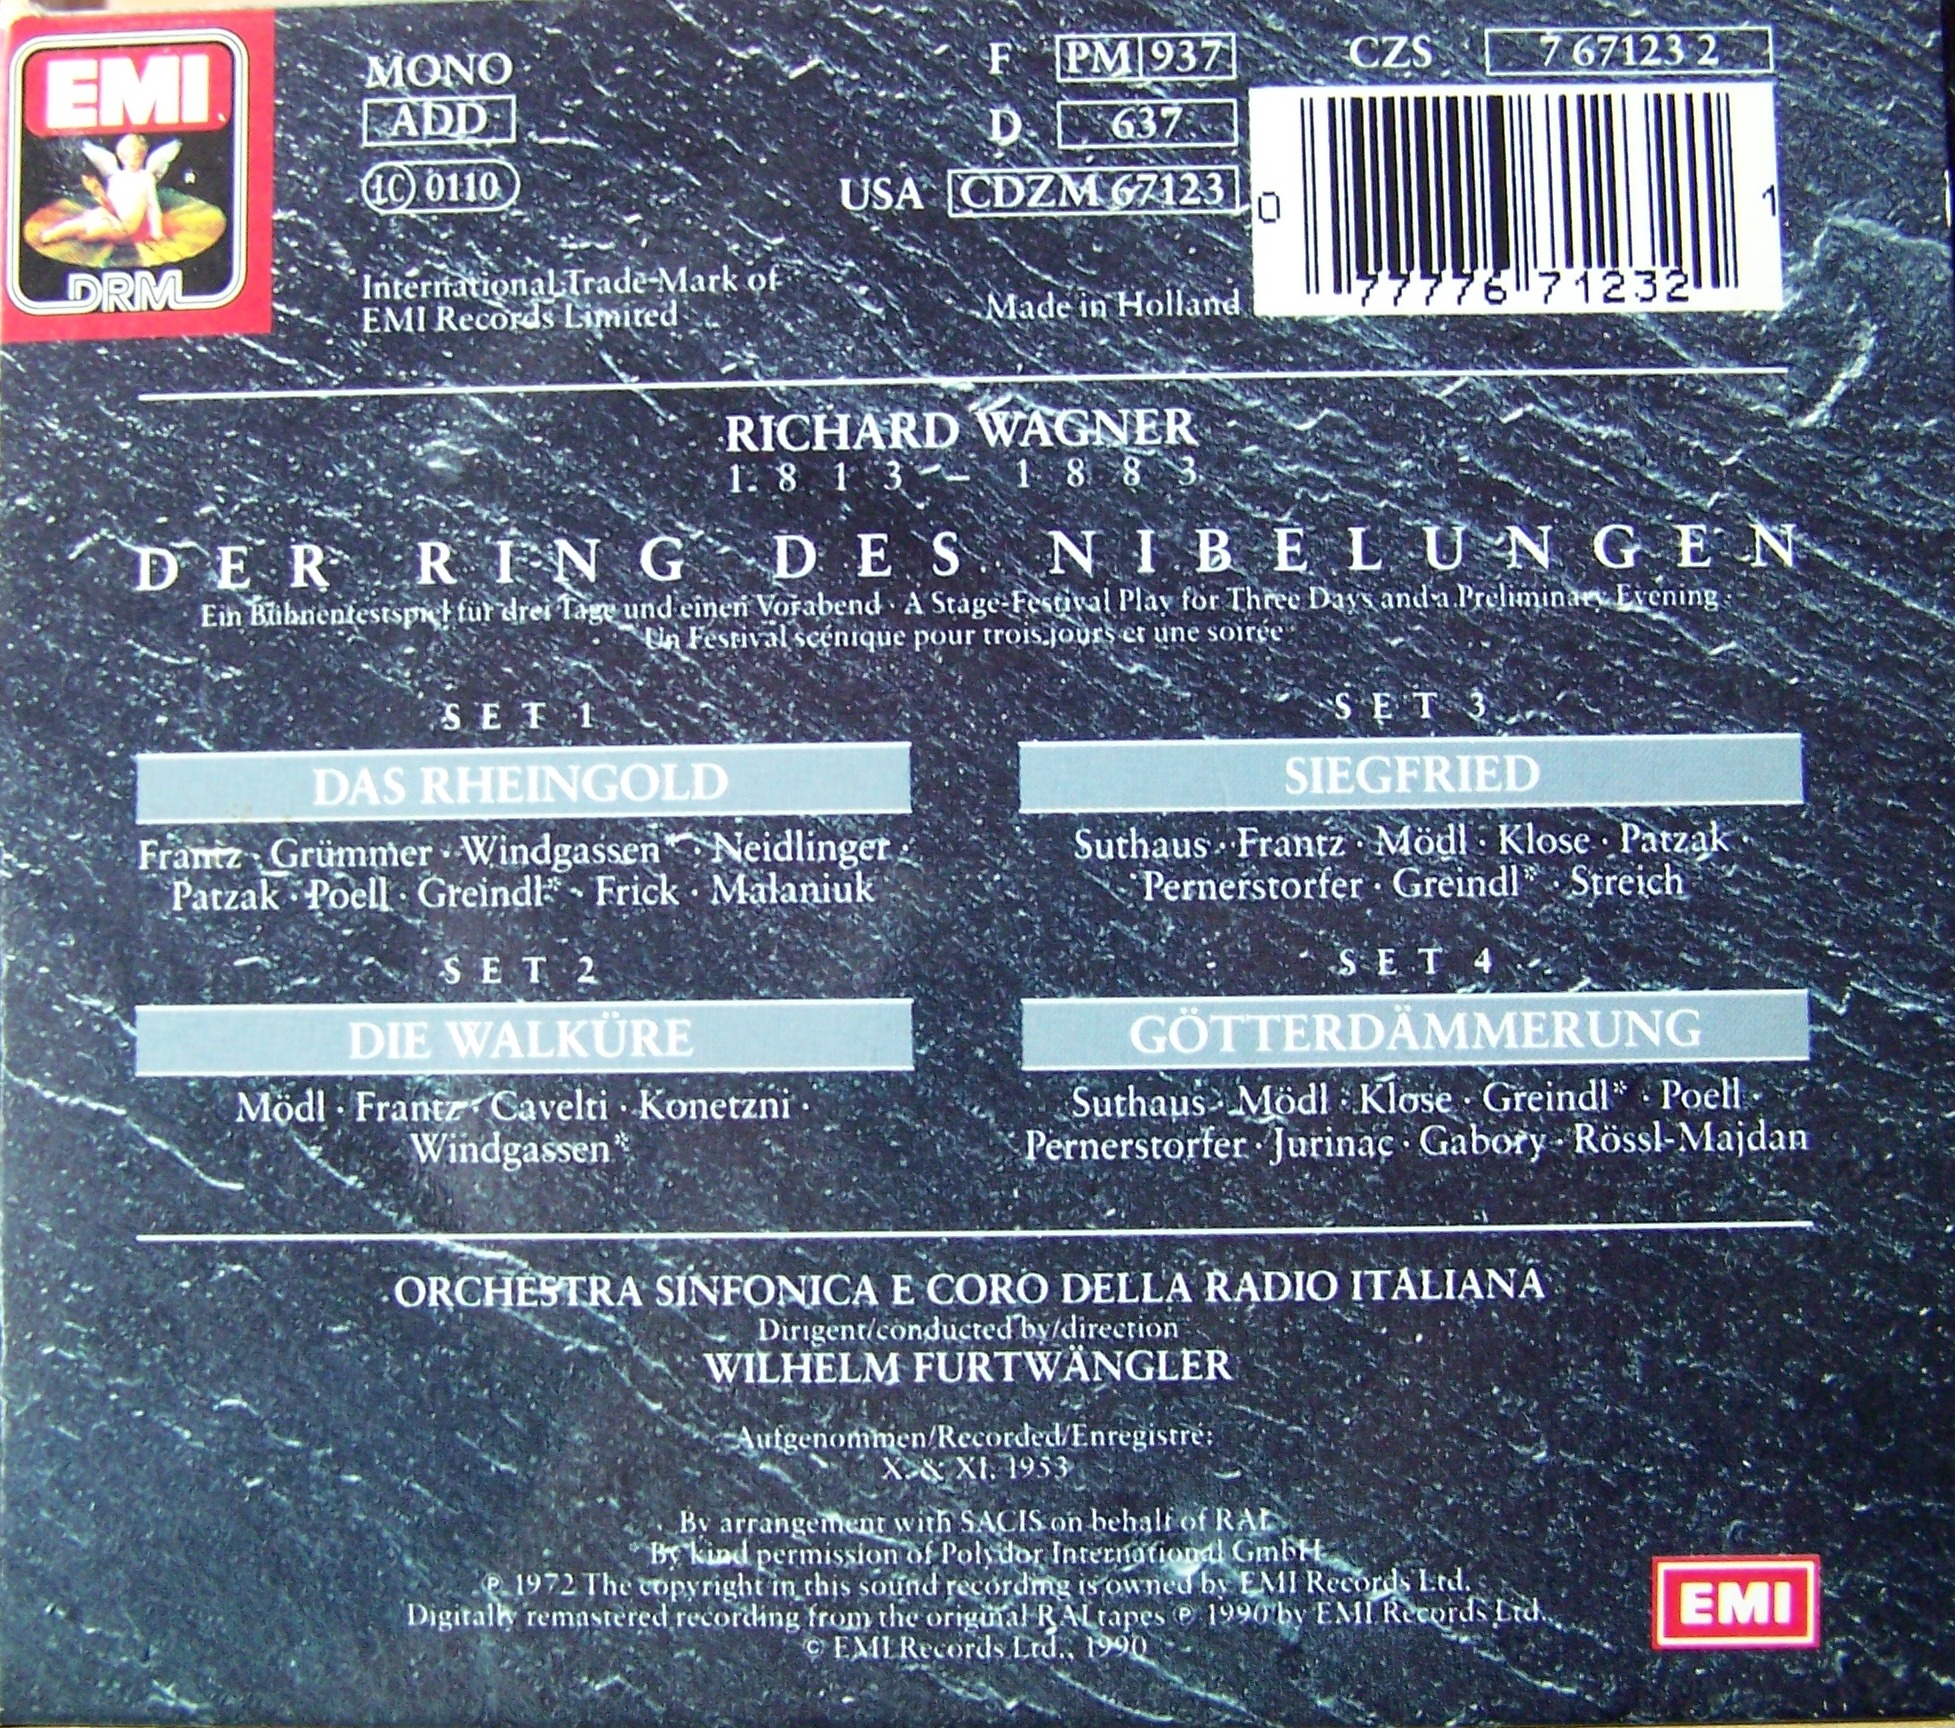 EMI
DRM
MONO
ADD
1C 0110
International Trade-Mark of
EMI Records Limited
F PM 937
D 637
USA CDZM 67123
Made in Holland
CZS 7 67123 2
0 77776 71232 1
RICHARD WAGNER
1813 – 1883
DER RING DES NIBELUNGEN
Ein Bühnenfestspiel für drei Tage und einen Vorabend · A Stage-Festival Play for Three Days and a Preliminary Evening ·
Un Festival scénique pour trois jours et une soirée
SET 1
DAS RHEINGOLD
Frantz · Grümmer · Windgassen* · Neidlinger ·
Patzak · Poell · Greindl* · Frick · Malaniuk
SET 2
DIE WALKÜRE
Mödl · Frantz · Cavelti · Konetzni ·
Windgassen*
SET 3
SIEGFRIED
Suthaus · Frantz · Mödl · Klose · Patzak ·
Pernerstorfer · Greindl* · Streich
SET 4
GÖTTERDÄMMERUNG
Suthaus · Mödl · Klose · Greindl* · Poell ·
Pernerstorfer · Jurinac · Gabory · Rössl-Majdan
ORCHESTRA SINFONICA E CORO DELLA RADIO ITALIANA
Dirigent/conducted by/direction
WILHELM FURTWÄNGLER
Aufgenommen/Recorded/Enregistré:
X. & XI. 1953
By arrangement with SACIS on behalf of RAI
By kind permission of Polydor International GmbH
℗ 1972 The copyright in this sound recording is owned by EMI Records Ltd.
Digitally remastered recording from the original RAI tapes ℗ 1990 by EMI Records Ltd.
© EMI Records Ltd., 1990
EMI